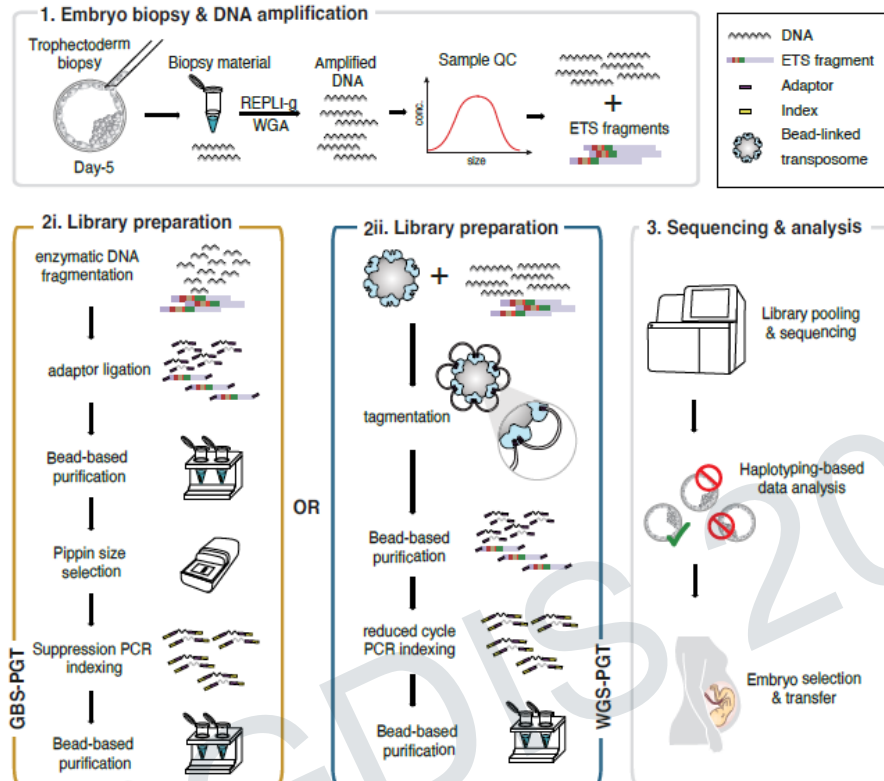 1. Embryo biopsy & DNA amplification
Trophectoderm
biopsy
Day-5
Biopsy material
REPLI-g
WGA
Amplified
DNA
Sample QC
conc.
size
+
ETS fragments
DNA
ETS fragment
Adaptor
Index
Bead-linked
transposome
2i. Library preparation
enzymatic DNA
fragmentation
adaptor ligation
Bead-based
purification
Pippin size
selection
Suppression PCR
indexing
Bead-based
purification
GBS-PGT
OR
2ii. Library preparation
+
tagmentation
Bead-based
purification
reduced cycle
PCR indexing
Bead-based
purification
WGS-PGT
3. Sequencing & analysis
Library pooling
& sequencing
Haplotyping-based
data analysis
Embryo selection
& transfer